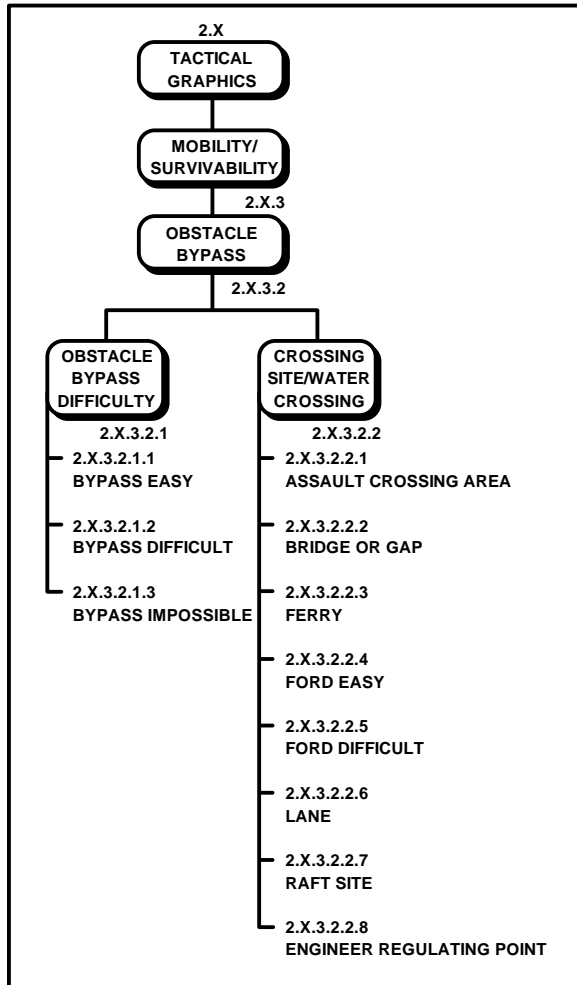 2.X
TACTICAL
GRAPHICS
MOBILITY/
SURVIVABILITY
2.X.3
OBSTACLE
BYPASS
2.X.3.2
OBSTACLE
BYPASS
DIFFICULTY
2.X.3.2.1
2.X.3.2.1.1
BYPASS EASY
2.X.3.2.1.2
BYPASS DIFFICULT
2.X.3.2.1.3
BYPASS IMPOSSIBLE
CROSSING
SITE/WATER
CROSSING
2.X.3.2.2
2.X.3.2.2.1
ASSAULT CROSSING AREA
2.X.3.2.2.2
BRIDGE OR GAP
2.X.3.2.2.3
FERRY
2.X.3.2.2.4
FORD EASY
2.X.3.2.2.5
FORD DIFFICULT
2.X.3.2.2.6
LANE
2.X.3.2.2.7
RAFT SITE
2.X.3.2.2.8
ENGINEER REGULATING POINT